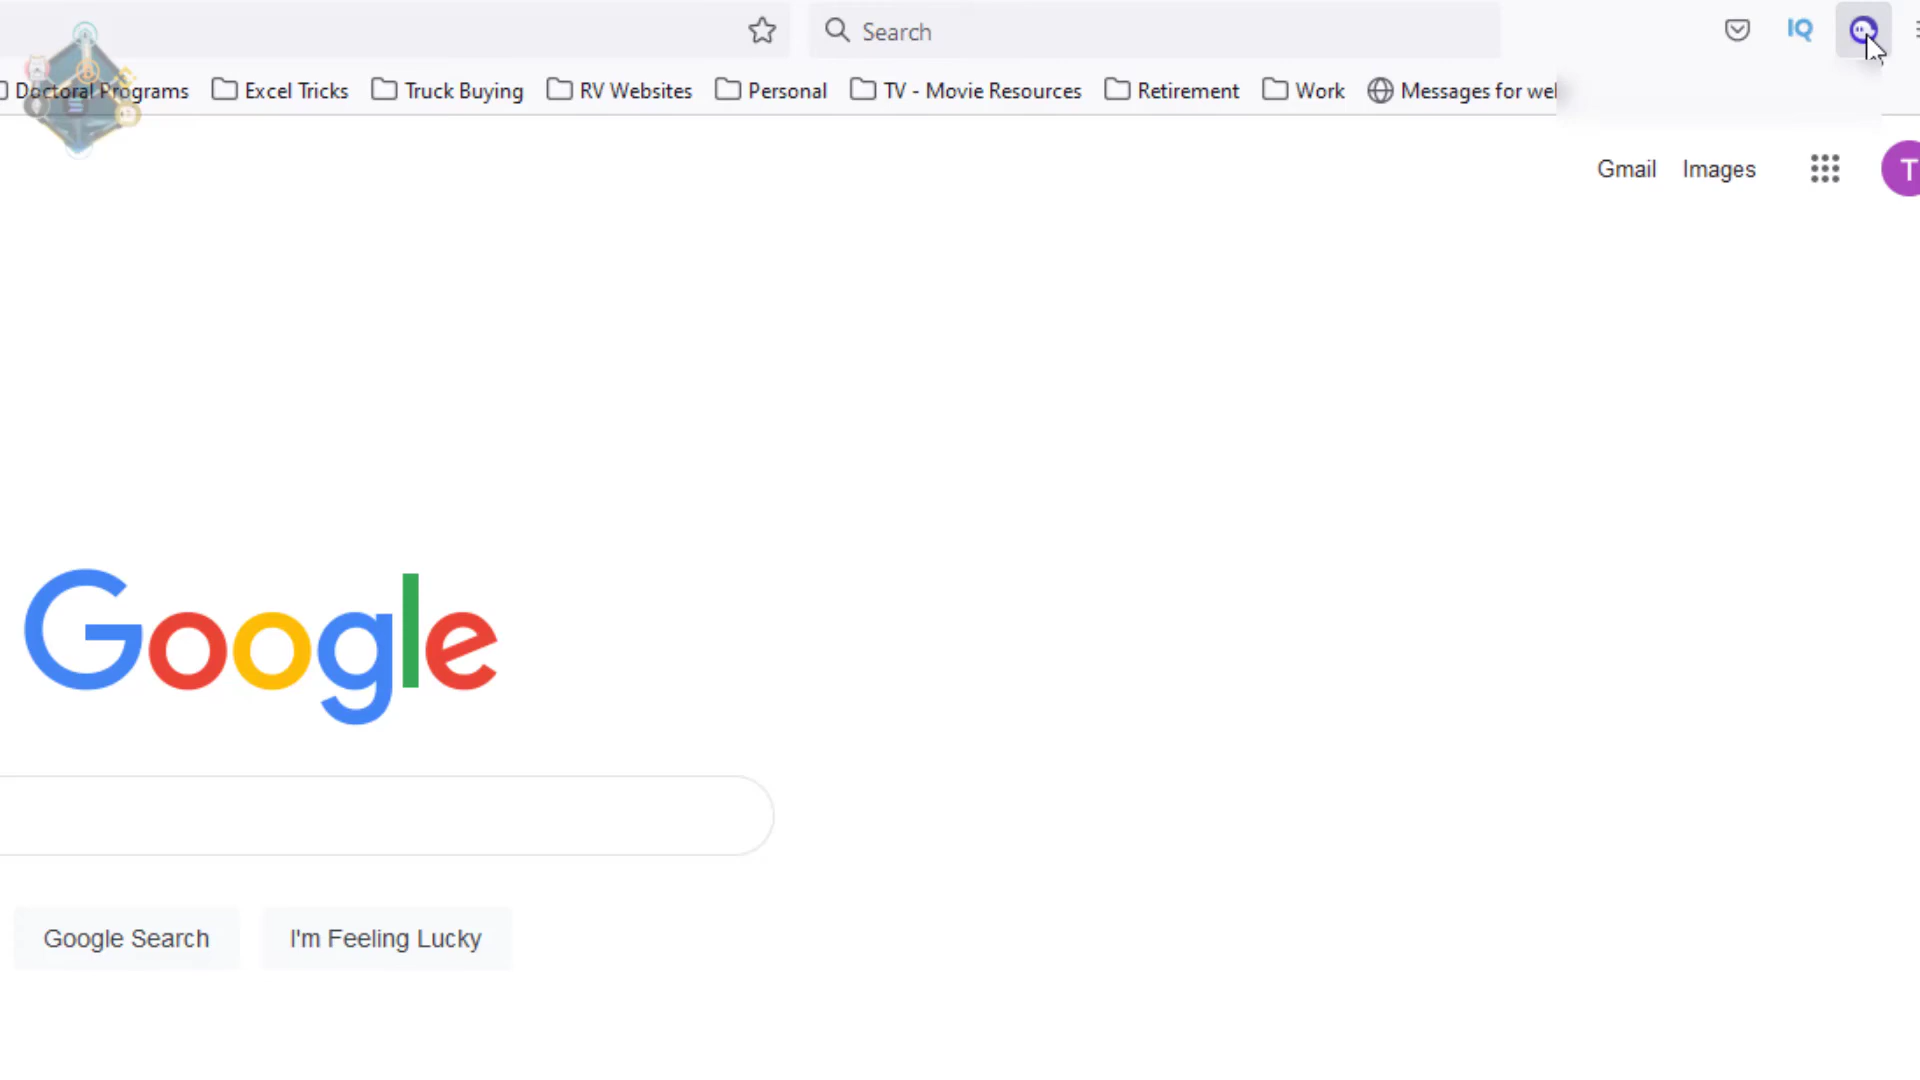 Search
IQ
Doctoral Programs Excel Tricks Truck Buying RV Websites Personal TV - Movie Resources Retirement Work Messages for we
Gmail Images
T
Google
Google Search I'm Feeling Lucky